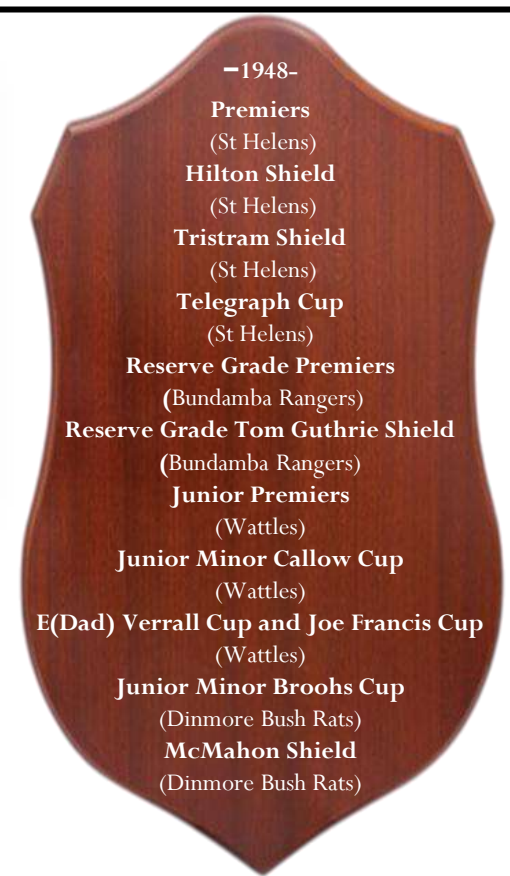 –1948-
Premiers
(St Helens)
Hilton Shield
(St Helens)
Tristram Shield
(St Helens)
Telegraph Cup
(St Helens)
Reserve Grade Premiers
(Bundamba Rangers)
Reserve Grade Tom Guthrie Shield
(Bundamba Rangers)
Junior Premiers
(Wattles)
Junior Minor Callow Cup
(Wattles)
E(Dad) Verrall Cup and Joe Francis Cup
(Wattles)
Junior Minor Broohs Cup
(Dinmore Bush Rats)
McMahon Shield
(Dinmore Bush Rats)